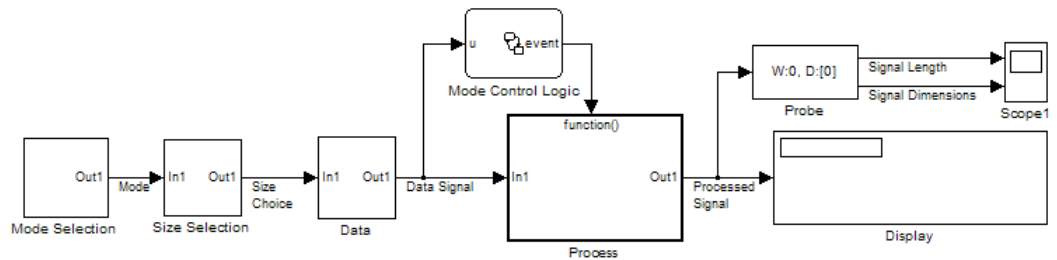 u
event
Mode Control Logic
W:0, D:[0]
Probe
Signal Length
Signal Dimensions
Scope1
function()
Out1
Mode
Mode Selection
In1
Out1
Size Choice
Size Selection
In1
Out1
Data Signal
Data
In1
Out1
Process
Processed
Signal
Display